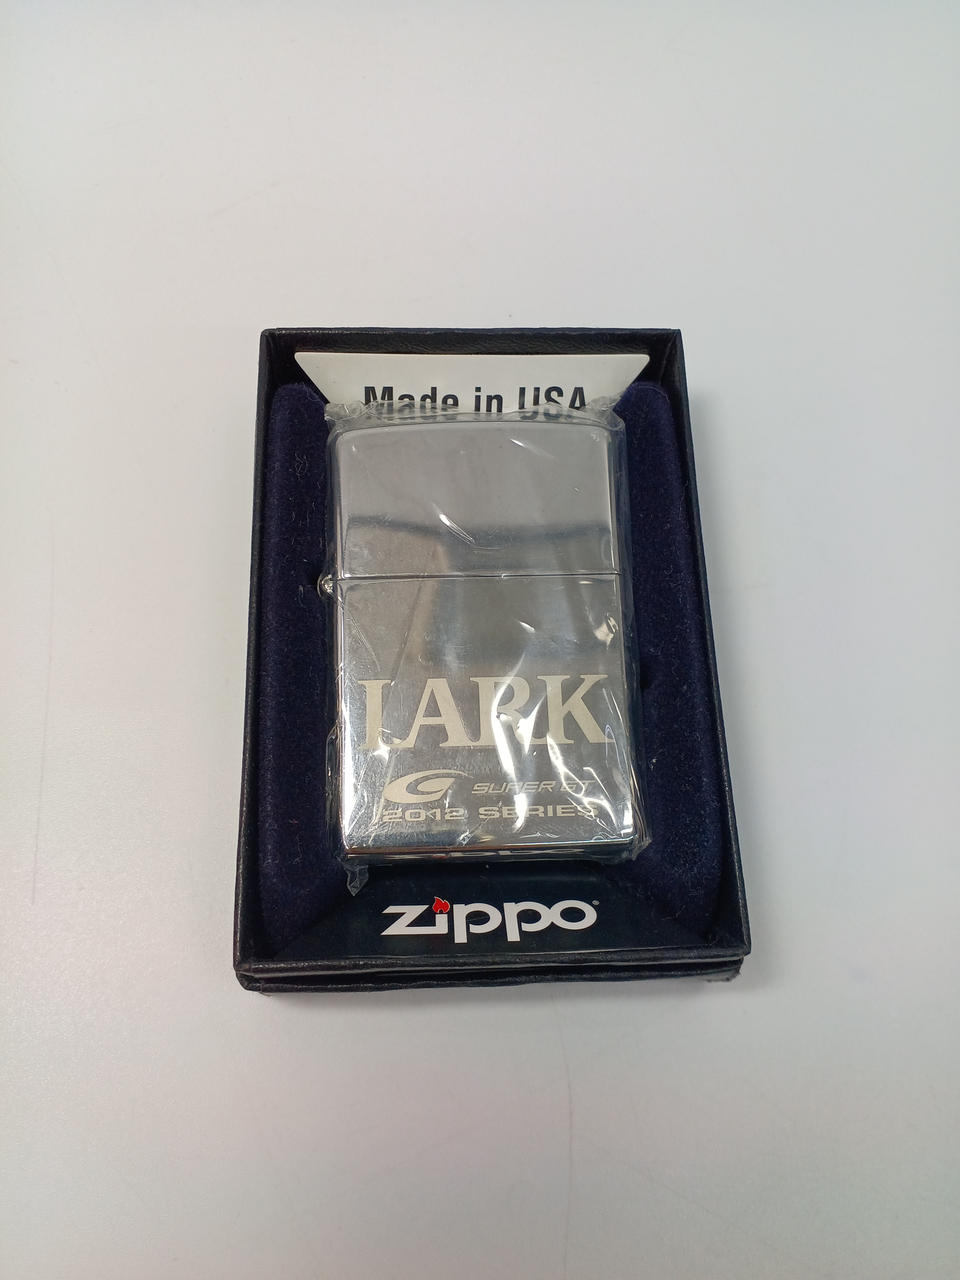 Made in USA
LARK
SUPER GT
2012 SERIES
zippo